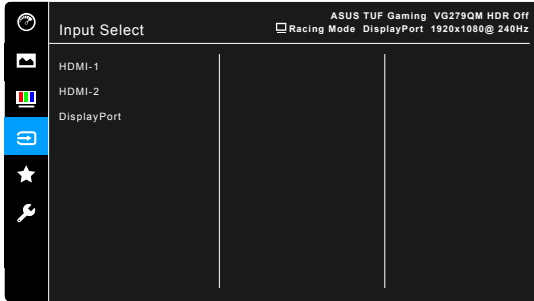 ASUS TUF Gaming VG279QM HDR Off
Input Select
Racing Mode DisplayPort 1920x1080@ 240Hz
HDMI-1
HDMI-2
DisplayPort